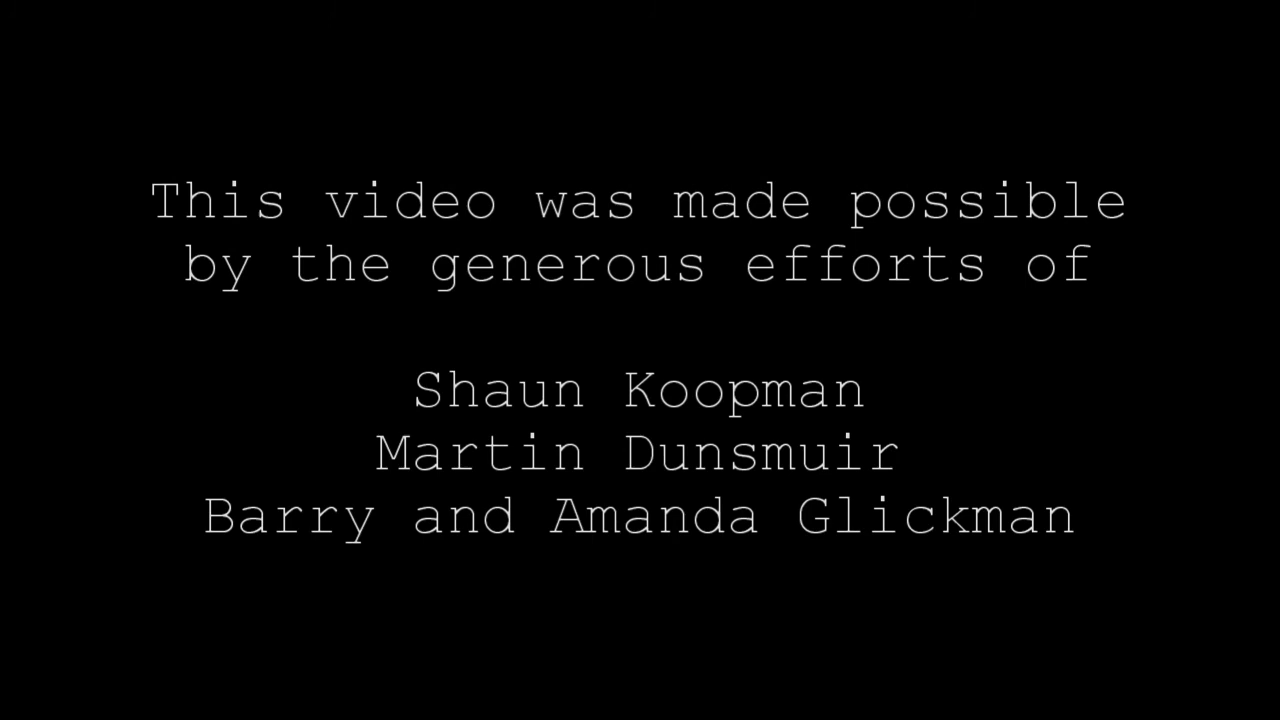 This video was made possible
by the generous efforts of
Shaun Koopman
Martin Dunsmuir
Barry and Amanda Glickman